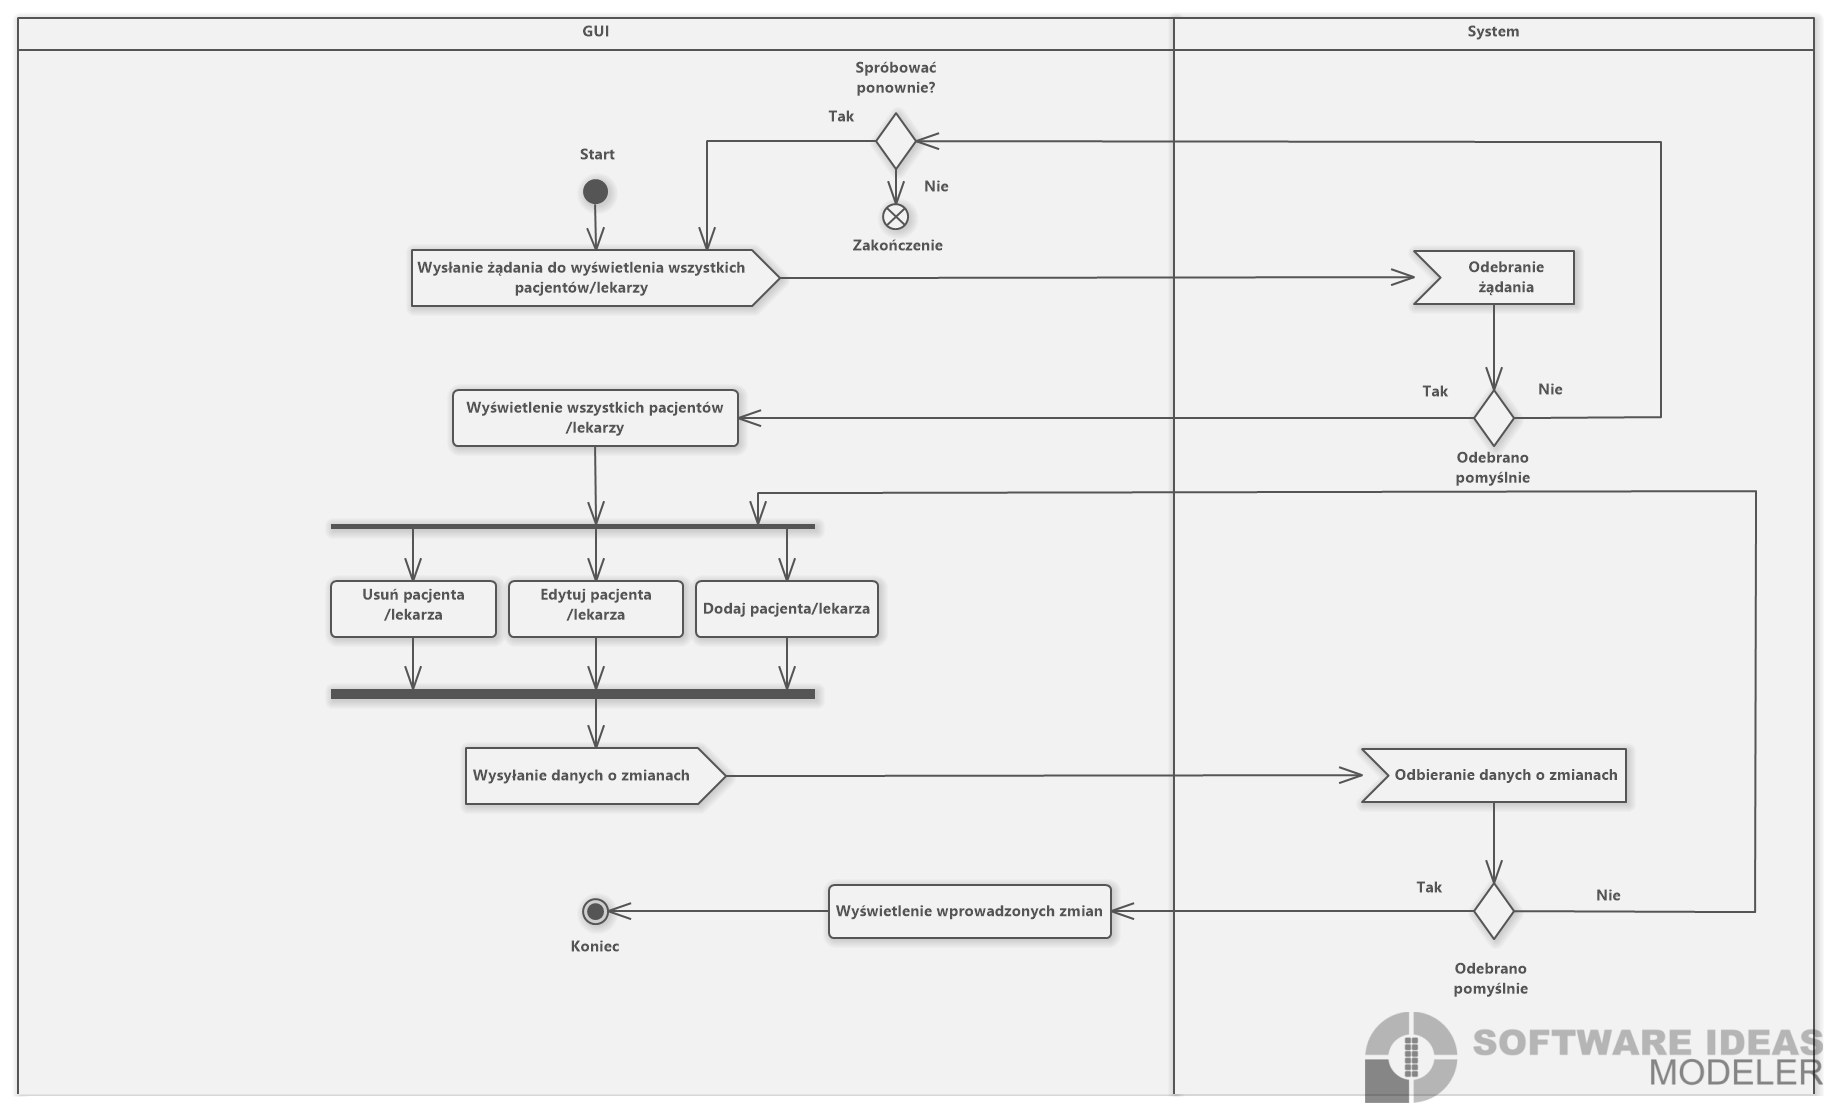 GUI
System
Spróbować
ponownie?
Tak
Start
Nie
Zakończenie
Wysłanie żądania do wyświetlenia wszystkich
pacjentów/lekarzy
Odebranie
żądania
Wyświetlenie wszystkich pacjentów
/lekarzy
Tak
Nie
Odebrano
pomyślnie
Usuń pacjenta
/lekarza
Edytuj pacjenta
/lekarza
Dodaj pacjenta/lekarza
Wysyłanie danych o zmianach
Odbieranie danych o zmianach
Tak
Nie
Wyświetlenie wprowadzonych zmian
Koniec
Odebrano
pomyślnie
SOFTWARE IDEAS
MODELER